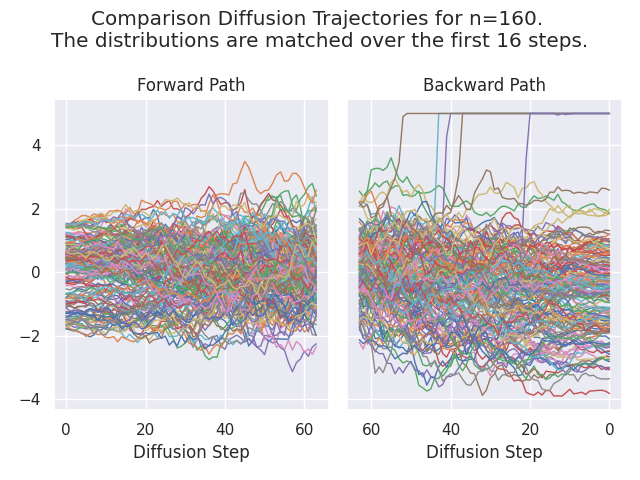 Comparison Diffusion Trajectories for n=160.
The distributions are matched over the first 16 steps.
Forward Path
Backward Path
4
2
0
−2
−4
0 20 40 60
60 40 20 0
Diffusion Step
Diffusion Step